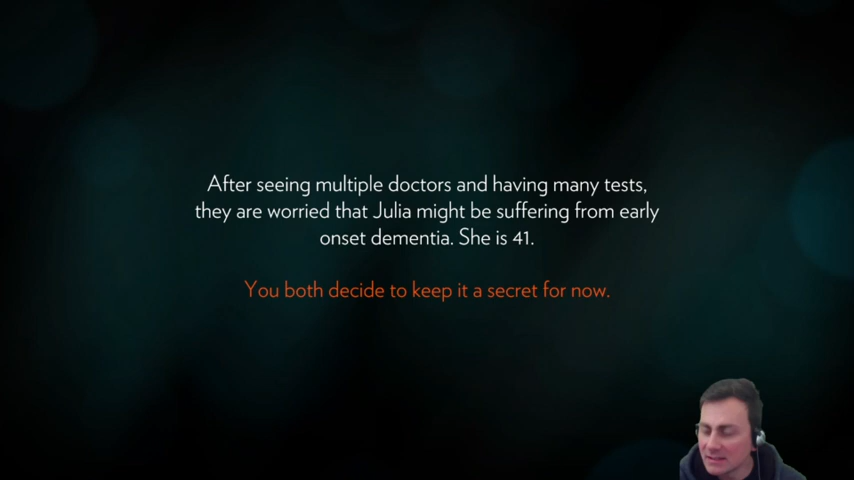 After seeing multiple doctors and having many tests,
they are worried that Julia might be suffering from early
onset dementia. She is 41.
You both decide to keep it a secret for now.